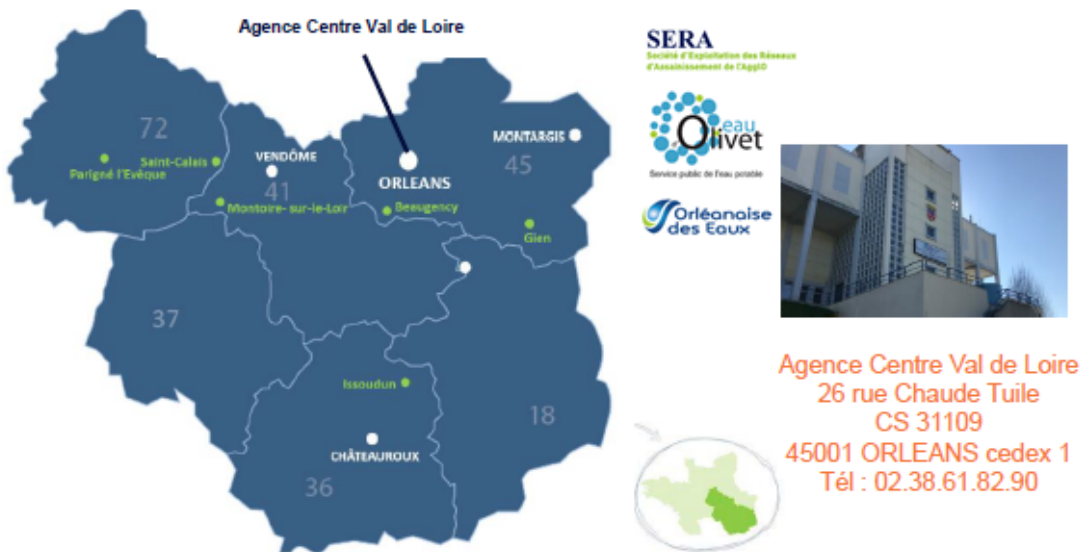 Agence Centre Val de Loire
72
Saint-Calais
Parigné l'Evêque
VENDÔME
41
Montoire- sur-le-Loir
ORLEANS
Beaugency
MONTARGIS
45
Gien
37
Issoudun
18
CHÂTEAUROUX
36
SERA
Société d'Exploitation des Réseaux
d'Assainissement de l'AgglO
eau
Olivet
Service public de l'eau potable
Orléanaise
des Eaux
Agence Centre Val de Loire
26 rue Chaude Tuile
CS 31109
45001 ORLEANS cedex 1
Tél : 02.38.61.82.90